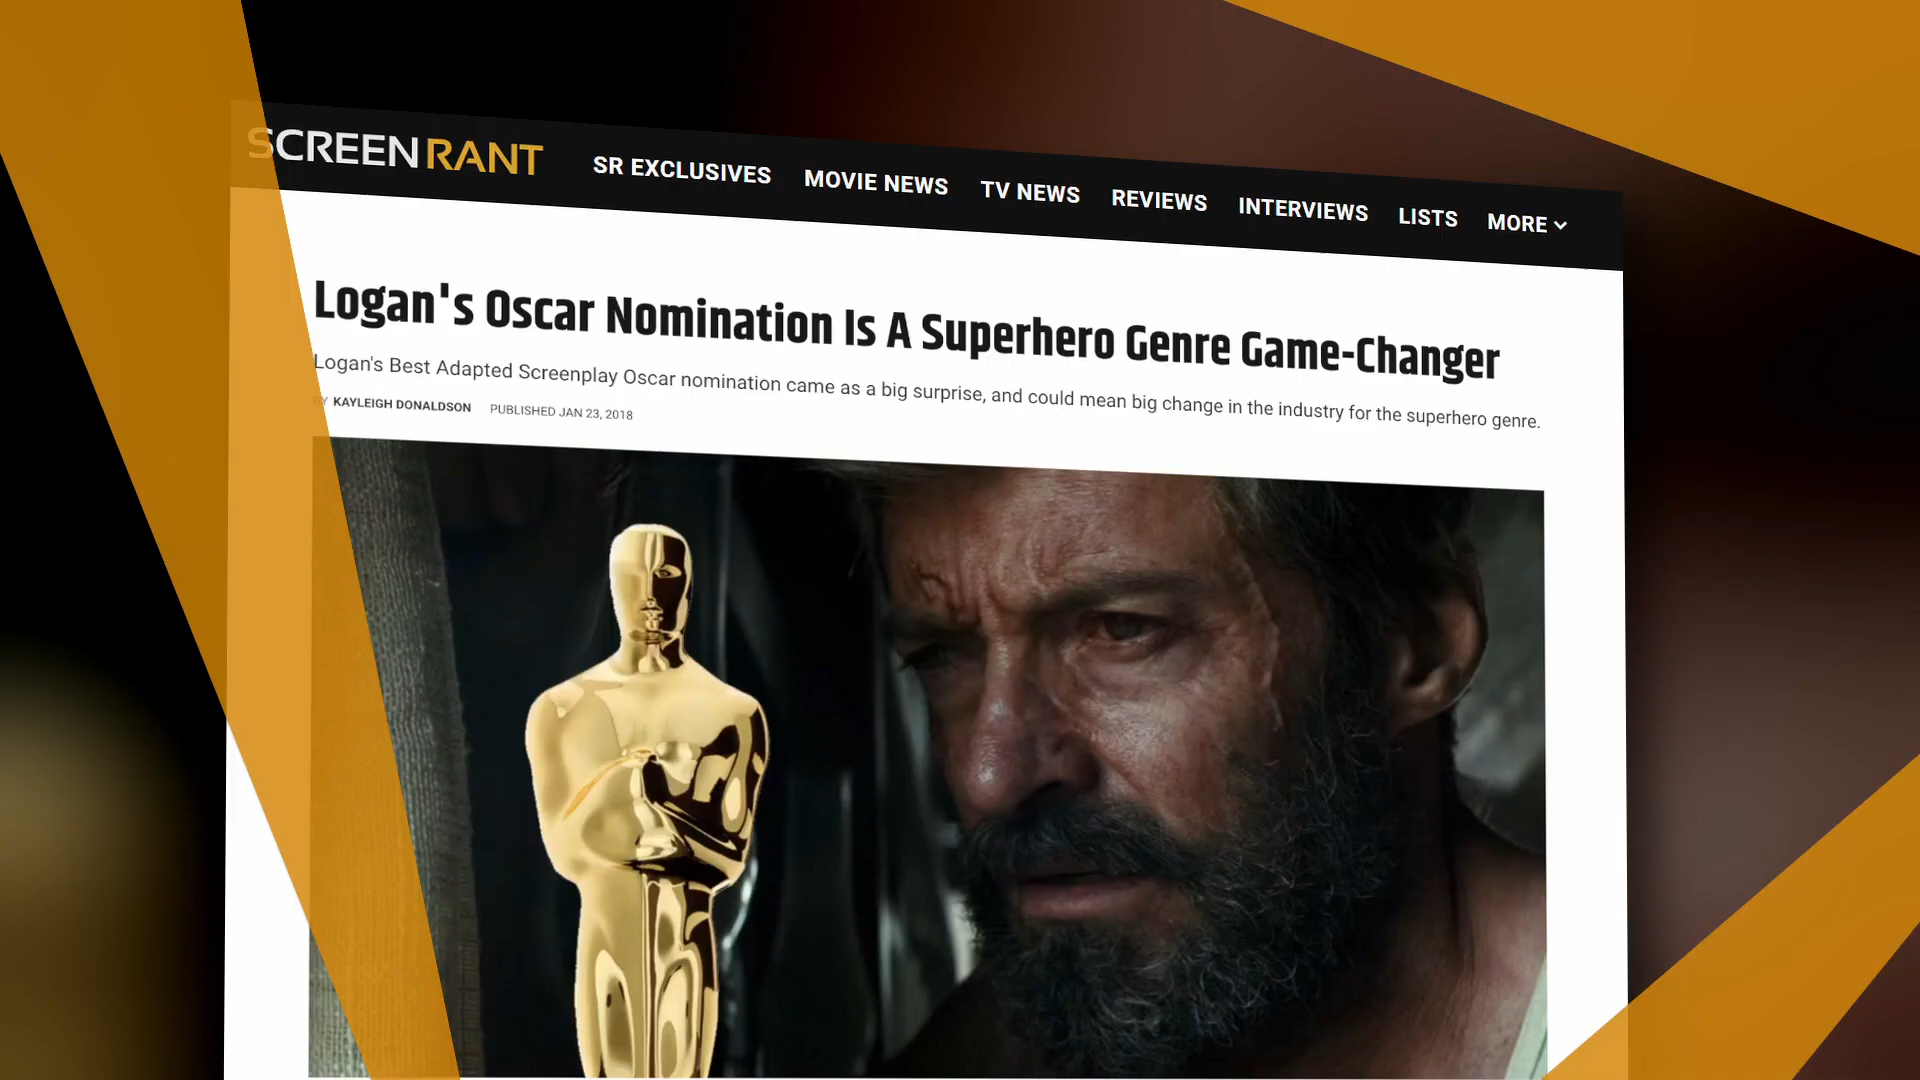 SCREENRANT
SR EXCLUSIVES MOVIE NEWS TV NEWS REVIEWS INTERVIEWS LISTS MORE
Logan's Oscar Nomination Is A Superhero Genre Game-Changer
Logan's Best Adapted Screenplay Oscar nomination came as a big surprise, and could mean big change in the industry for the superhero genre.
BY KAYLEIGH DONALDSON PUBLISHED JAN 23, 2018